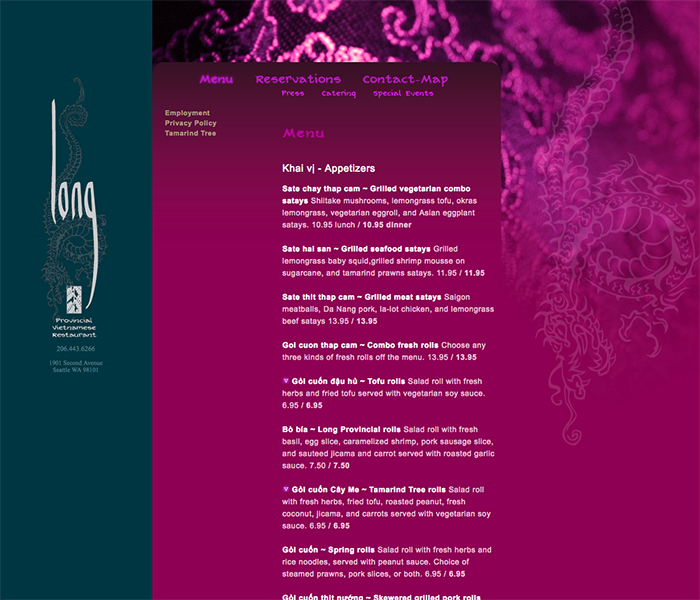 Menu
Reservations
Contact-Map
Press
Catering
Special Events
Employment
Privacy Policy
Tamarind Tree
long
Provincial
Vietnamese
Restaurant
206.443.6266
1901 Second Avenue
Seattle WA 98101
Menu
Khai vị - Appetizers
Sate chay thap cam ~ Grilled vegetarian combo
satays Shiitake mushrooms, lemongrass tofu, okras
lemongrass, vegetarian eggroll, and Asian eggplant
satays. 10.95 lunch / 10.95 dinner
Sate hai san ~ Grilled seafood satays Grilled
lemongrass baby squid,grilled shrimp mousse on
sugarcane, and tamarind prawns satays. 11.95 / 11.95
Sate thit thap cam ~ Grilled meat satays Saigon
meatballs, Da Nang pork, la-lot chicken, and lemongrass
beef satays 13.95 / 13.95
Goi cuon thap cam ~ Combo fresh rolls Choose any
three kinds of fresh rolls off the menu. 13.95 / 13.95
Gỏi cuốn đậu hủ ~ Tofu rolls Salad roll with fresh
herbs and fried tofu served with vegetarian soy sauce.
6.95 / 6.95
Bò bía ~ Long Provincial rolls Salad roll with fresh
basil, egg slice, caramelized shrimp, pork sausage slice,
and sauteed jicama and carrot served with roasted garlic
sauce. 7.50 / 7.50
Gỏi cuốn Cây Me ~ Tamarind Tree rolls Salad roll
with fresh herbs, fried tofu, roasted peanut, fresh
coconut, jicama, and carrots served with vegetarian soy
sauce. 6.95 / 6.95
Gỏi cuốn ~ Spring rolls Salad roll with fresh herbs and
rice noodles, served with peanut sauce. Choice of
steamed prawns, pork slices, or both. 6.95 / 6.95
Gỏi cuốn thịt nướng ~ Skewered grilled pork rolls